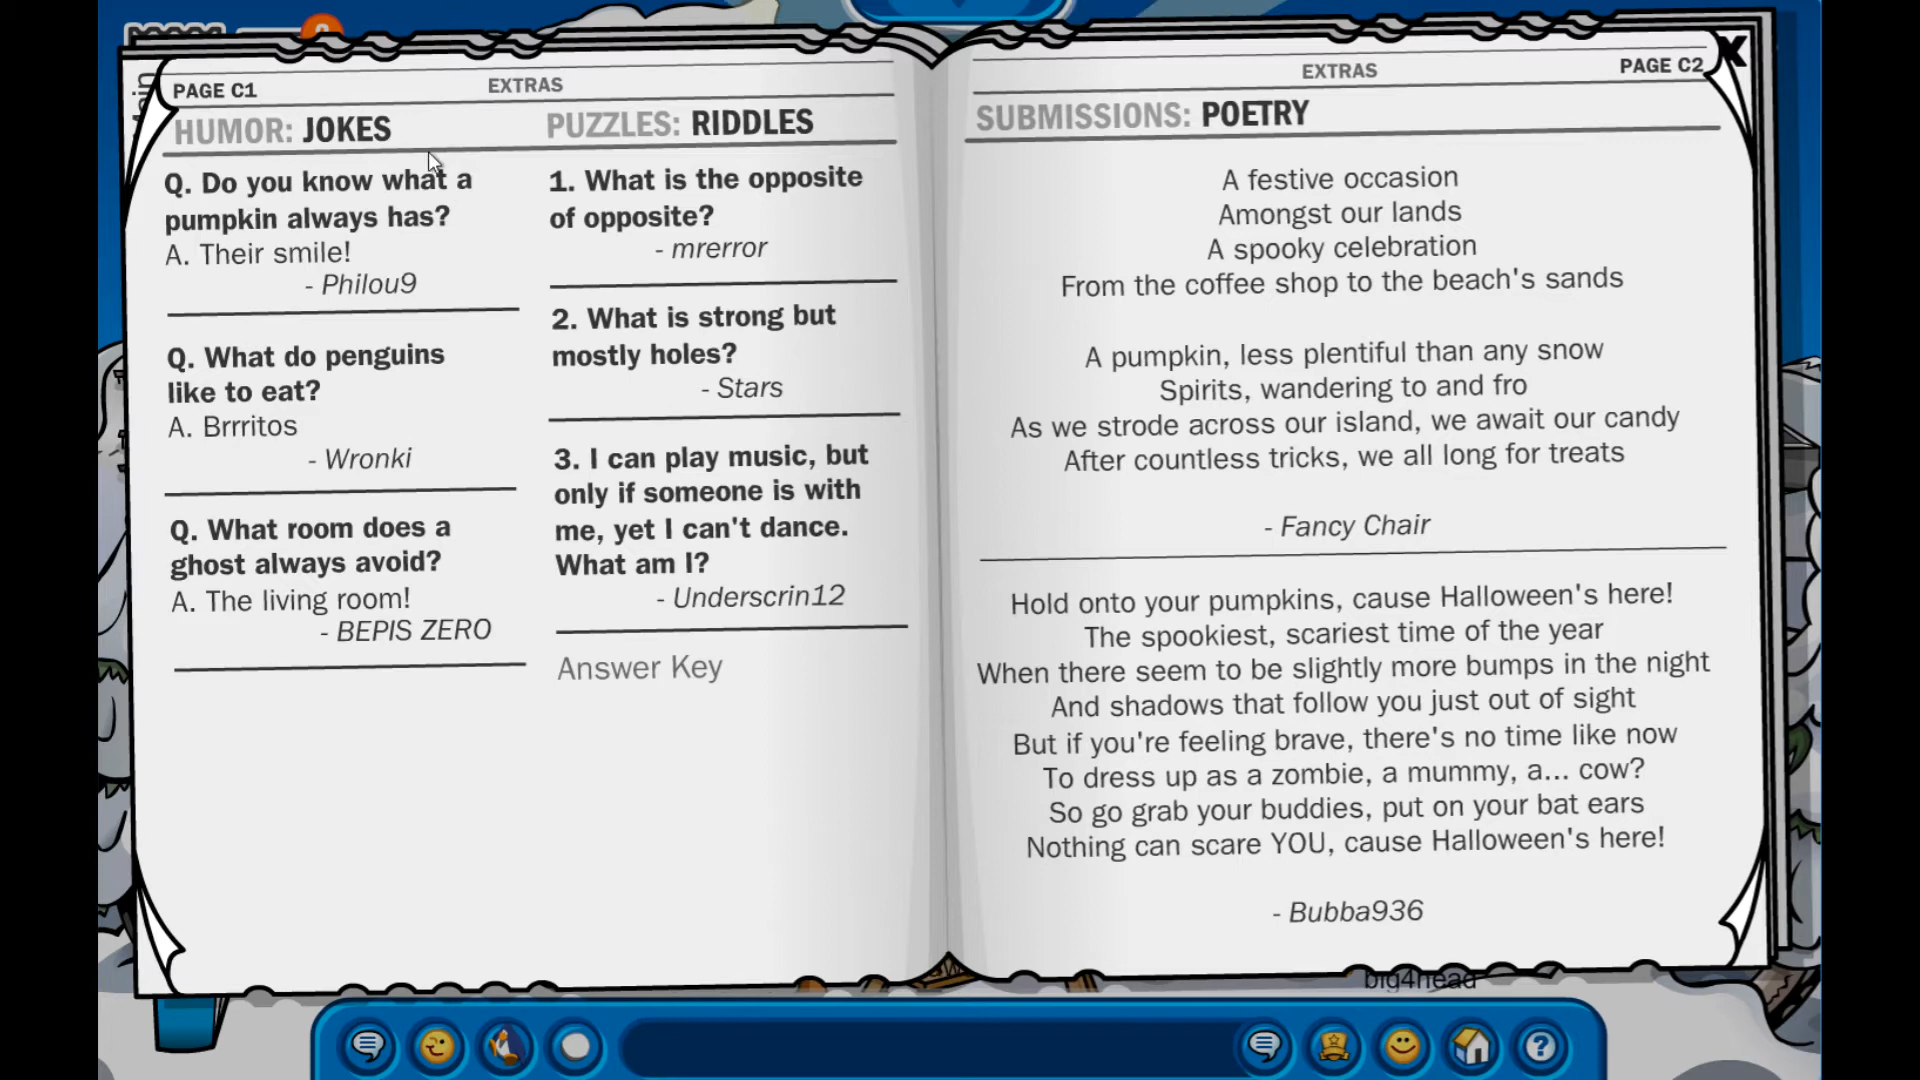 PAGE C1
EXTRAS
HUMOR: JOKES
Q. Do you know what a
pumpkin always has?
A. Their smile!
- Philou9
Q. What do penguins
like to eat?
A. Brrritos
- Wronki
Q. What room does a
ghost always avoid?
A. The living room!
- BEPIS ZERO
PUZZLES: RIDDLES
1. What is the opposite
of opposite?
- mrerror
2. What is strong but
mostly holes?
- Stars
3. I can play music, but
only if someone is with
me, yet I can't dance.
What am I?
- Underscrin12
Answer Key
EXTRAS
PAGE C2
X
SUBMISSIONS: POETRY
A festive occasion
Amongst our lands
A spooky celebration
From the coffee shop to the beach's sands
A pumpkin, less plentiful than any snow
Spirits, wandering to and fro
As we strode across our island, we await our candy
After countless tricks, we all long for treats
- Fancy Chair
Hold onto your pumpkins, cause Halloween's here!
The spookiest, scariest time of the year
When there seem to be slightly more bumps in the night
And shadows that follow you just out of sight
But if you're feeling brave, there's no time like now
To dress up as a zombie, a mummy, a... cow?
So go grab your buddies, put on your bat ears
Nothing can scare YOU, cause Halloween's here!
- Bubba936
big4head
?